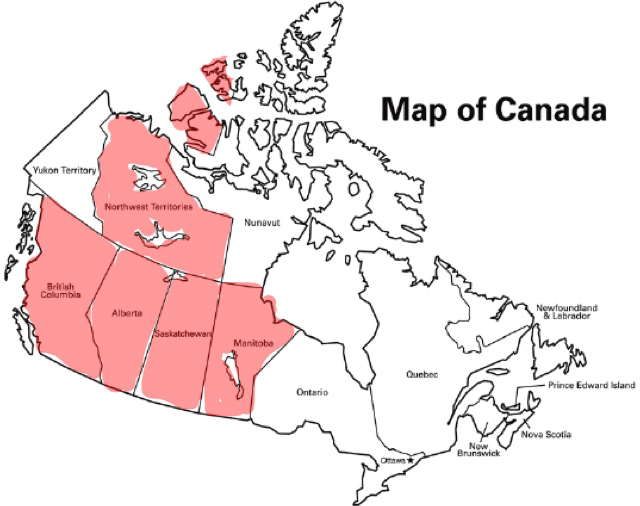 Map of Canada
Yukon Territory
Northwest Territories
Nunavut
British
Columbia
Alberta
Saskatchewan
Manitoba
Ontario
Quebec
Newfoundland
& Labrador
Prince Edward Island
Nova Scotia
New
Brunswick
Ottawa